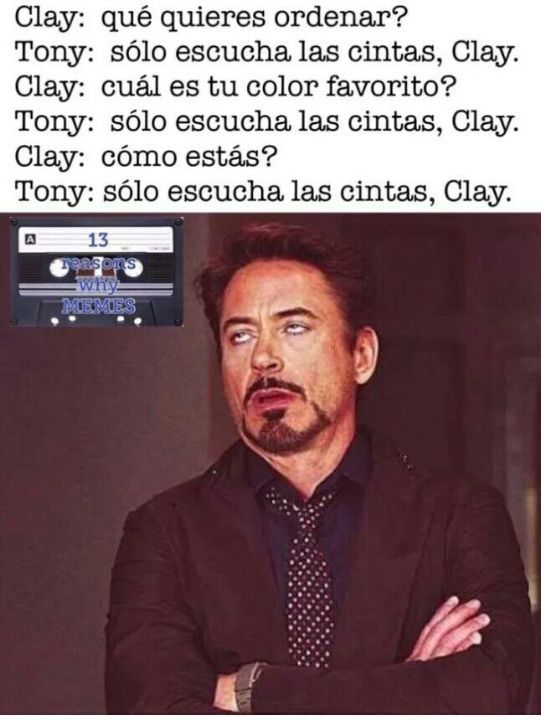 Clay: qué quieres ordenar?
Tony: sólo escucha las cintas, Clay.
Clay: cuál es tu color favorito?
Tony: sólo escucha las cintas, Clay.
Clay: cómo estás?
Tony: sólo escucha las cintas, Clay.
A
13
reasons
why
MEMES